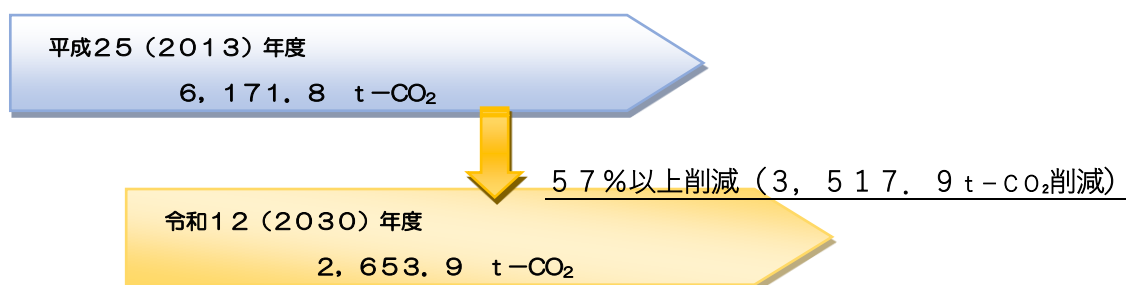 平成２５（２０１３）年度
６，１７１．８　ｔ－CO₂
５７％以上削減（３，５１７．９ｔ－ＣＯ₂削減）
令和１２（２０３０）年度
２，６５３．９　ｔ－CO₂